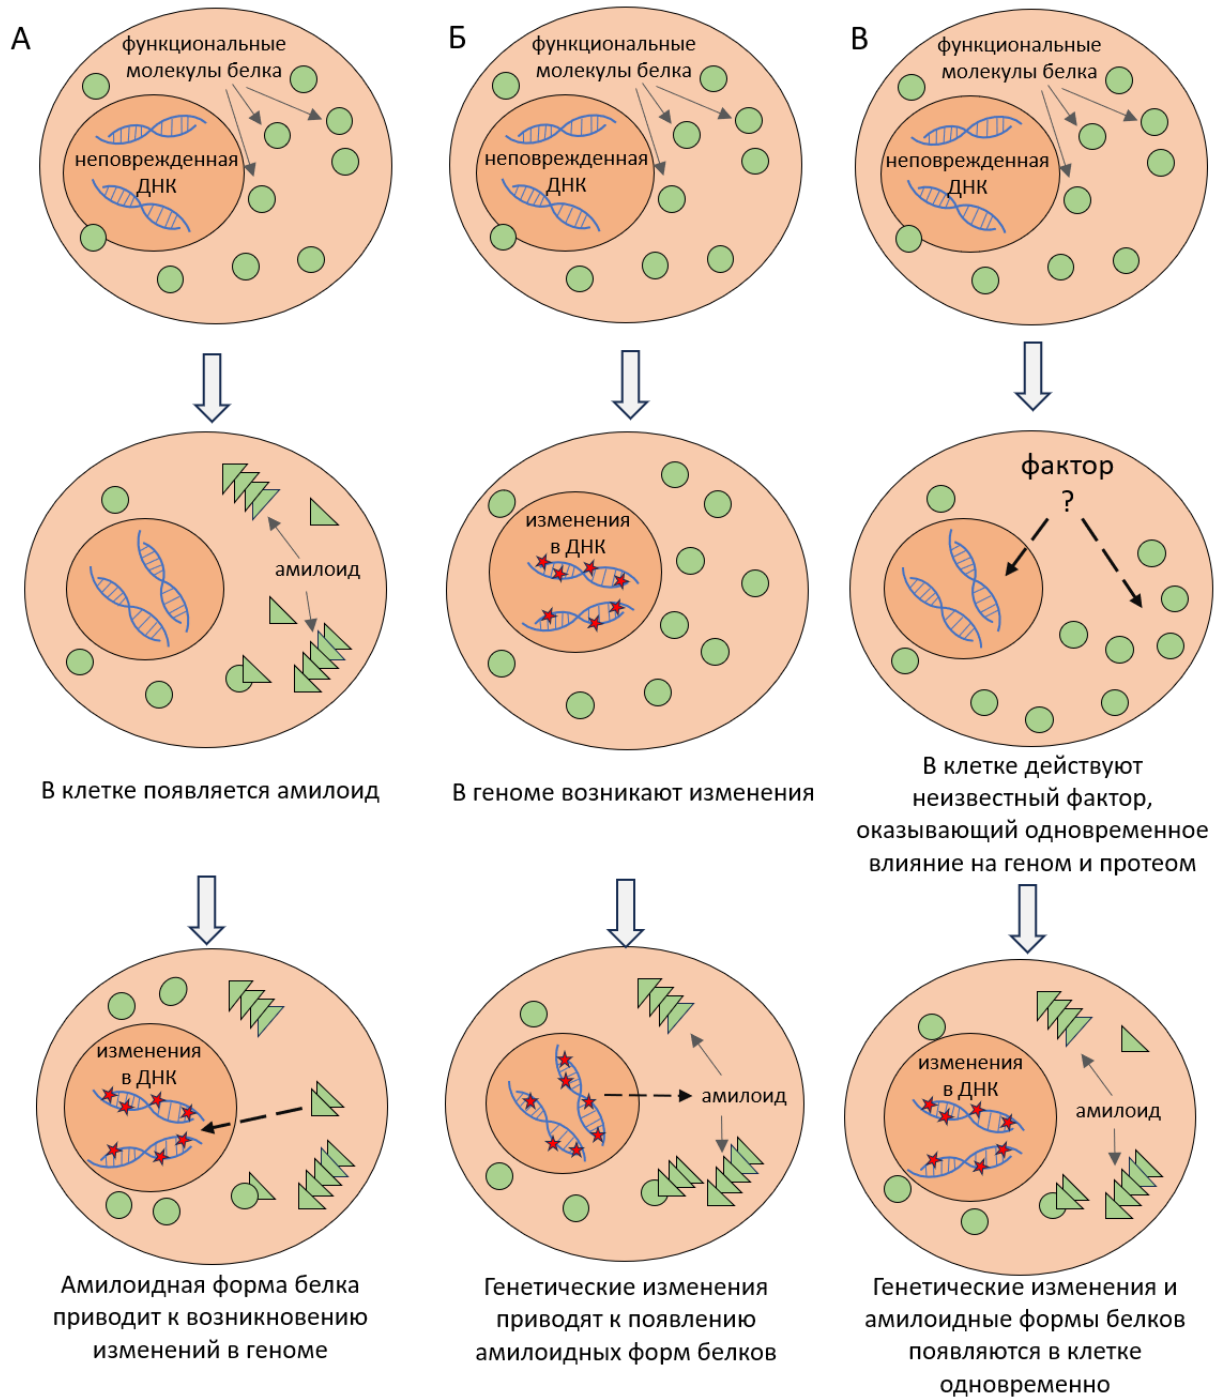 А
функциональные
молекулы белка
неповрежденная
ДНК
В клетке появляется амилоид
амилоид
изменения
в ДНК
Амилоидная форма белка
приводит к возникновению
изменений в геноме
Б
функциональные
молекулы белка
неповрежденная
ДНК
изменения
в ДНК
В геноме возникают изменения
амилоид
Генетические изменения
приводят к появлению
амилоидных форм белков
В
функциональные
молекулы белка
неповрежденная
ДНК
фактор
?
В клетке действуют
неизвестный фактор,
оказывающий одновременное
влияние на геном и протеом
изменения
в ДНК
амилоид
Генетические изменения и
амилоидные формы белков
появляются в клетке
одновременно